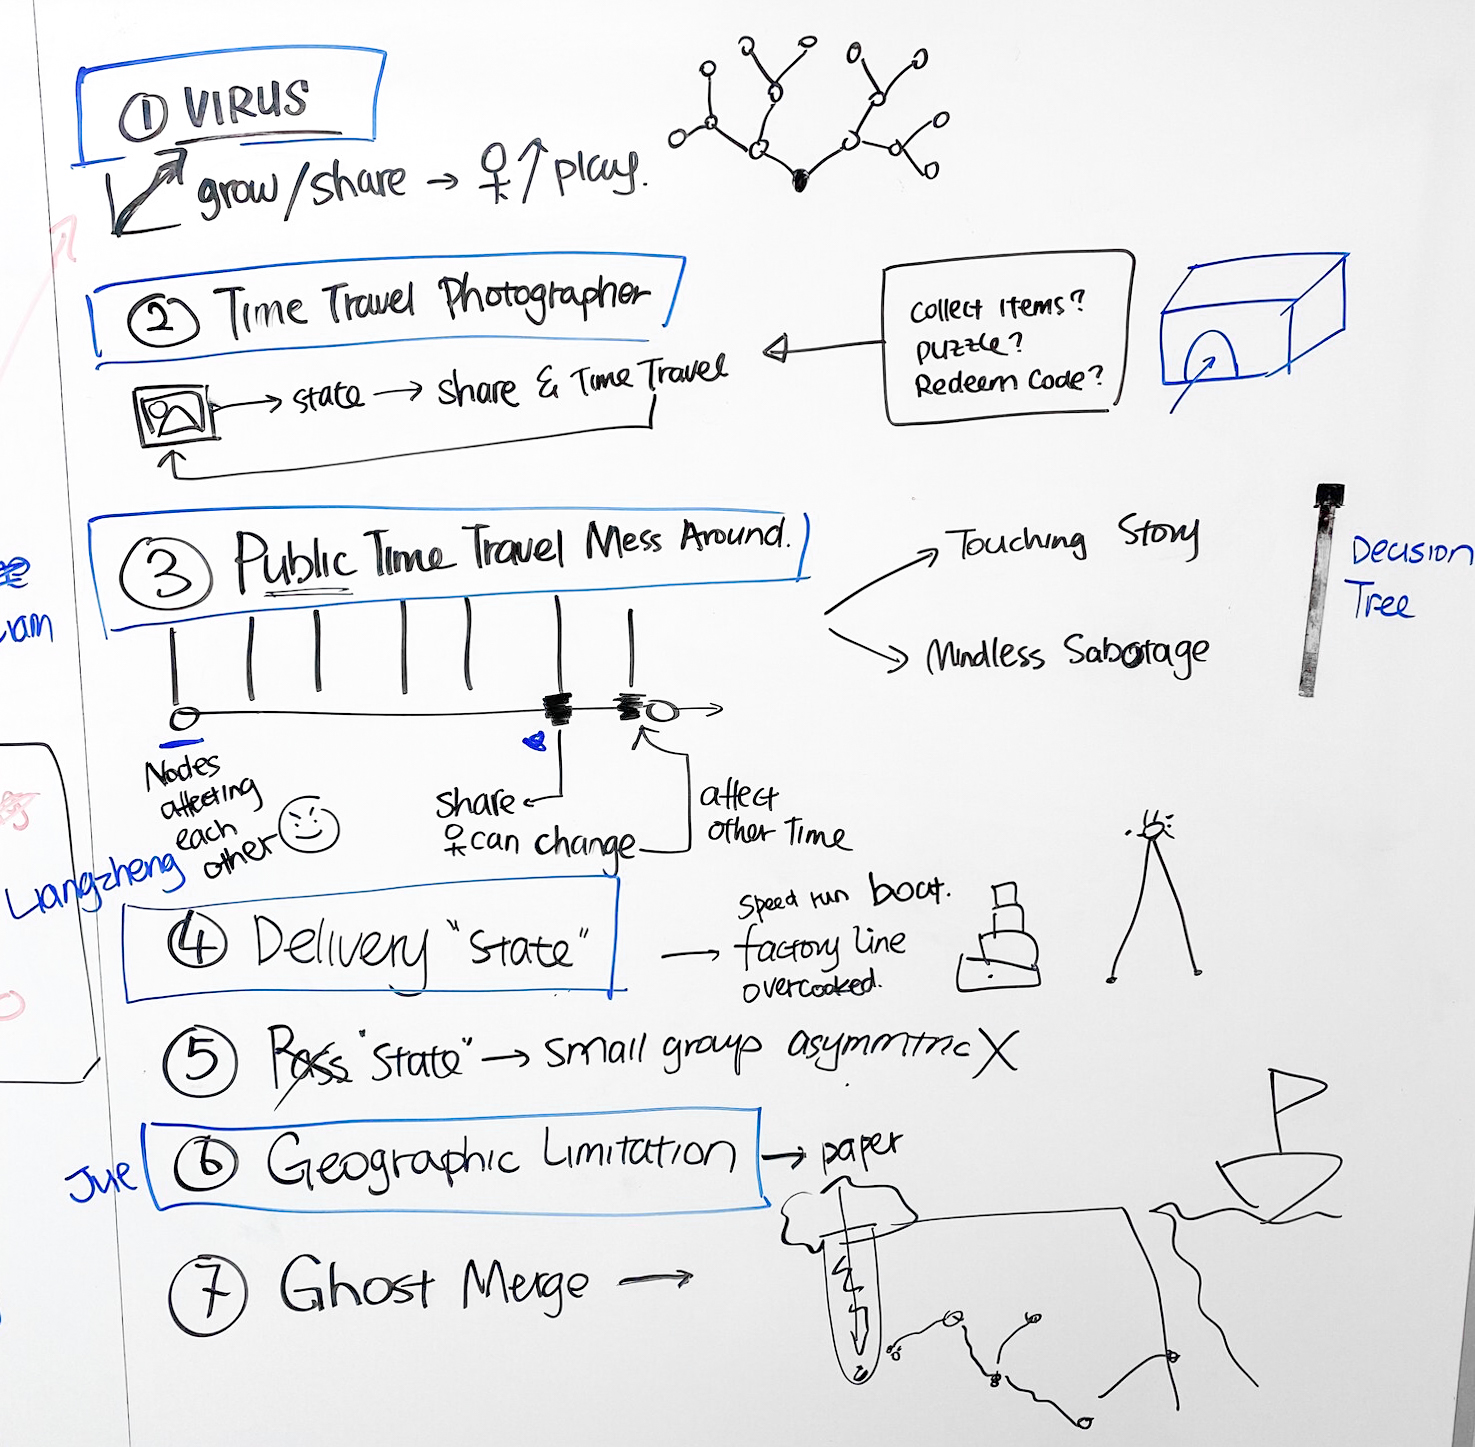 ① VIRUS
grow/share → ↑ play.
② Time Travel Photographer
→ state → share & Time Travel
Collect Items?
puzzle?
Redeem Code?
③ Public Time Travel Mess Around.
Touching Story
Mindless Sabotage
Decision
Tree
Nodes
affecting
each
other
share
can change
affect
other Time
Liangzheng
④ Delivery "state"
→ speed run boat.
factory line
overcooked.
⑤ Pass "state" → small group asymmtric X
Jue
⑥ Geographic Limitation → paper
⑦ Ghost Merge →